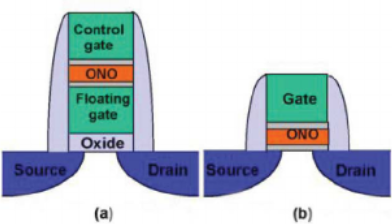 Control
gate
ONO
Floating
gate
Oxide
Source
Drain
(a)
Gate
ONO
Source
Drain
(b)